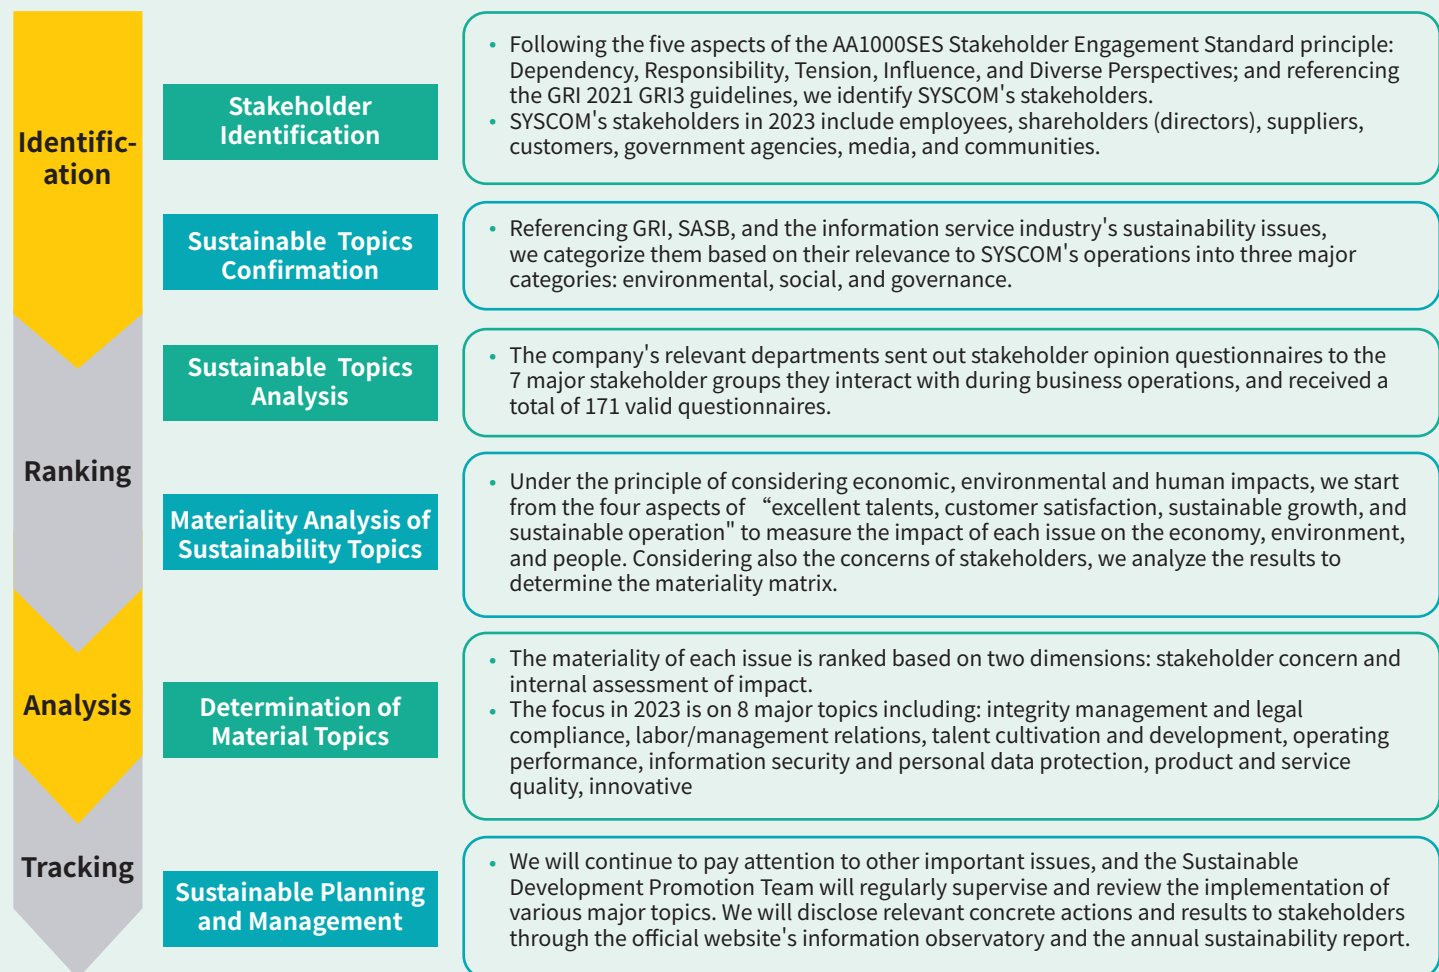 Identific-
ation
Stakeholder
Identification
• Following the five aspects of the AA1000SES Stakeholder Engagement Standard principle:
Dependency, Responsibility, Tension, Influence, and Diverse Perspectives; and referencing
the GRI 2021 GRI3 guidelines, we identify SYSCOM's stakeholders.
• SYSCOM's stakeholders in 2023 include employees, shareholders (directors), suppliers,
customers, government agencies, media, and communities.
Sustainable Topics
Confirmation
• Referencing GRI, SASB, and the information service industry's sustainability issues,
we categorize them based on their relevance to SYSCOM's operations into three major
categories: environmental, social, and governance.
Ranking
Sustainable Topics
Analysis
• The company's relevant departments sent out stakeholder opinion questionnaires to the
7 major stakeholder groups they interact with during business operations, and received a
total of 171 valid questionnaires.
Materiality Analysis of
Sustainability Topics
• Under the principle of considering economic, environmental and human impacts, we start
from the four aspects of “excellent talents, customer satisfaction, sustainable growth, and
sustainable operation" to measure the impact of each issue on the economy, environment,
and people. Considering also the concerns of stakeholders, we analyze the results to
determine the materiality matrix.
Analysis
Determination of
Material Topics
• The materiality of each issue is ranked based on two dimensions: stakeholder concern and
internal assessment of impact.
• The focus in 2023 is on 8 major topics including: integrity management and legal
compliance, labor/management relations, talent cultivation and development, operating
performance, information security and personal data protection, product and service
quality, innovative
Tracking
Sustainable Planning
and Management
• We will continue to pay attention to other important issues, and the Sustainable
Development Promotion Team will regularly supervise and review the implementation of
various major topics. We will disclose relevant concrete actions and results to stakeholders
through the official website's information observatory and the annual sustainability report.